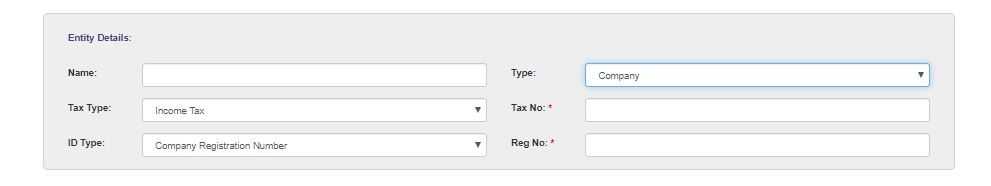 Entity Details:
Name: Type: Company
Tax Type: Income Tax Tax No: *
ID Type: Company Registration Number Reg No: *